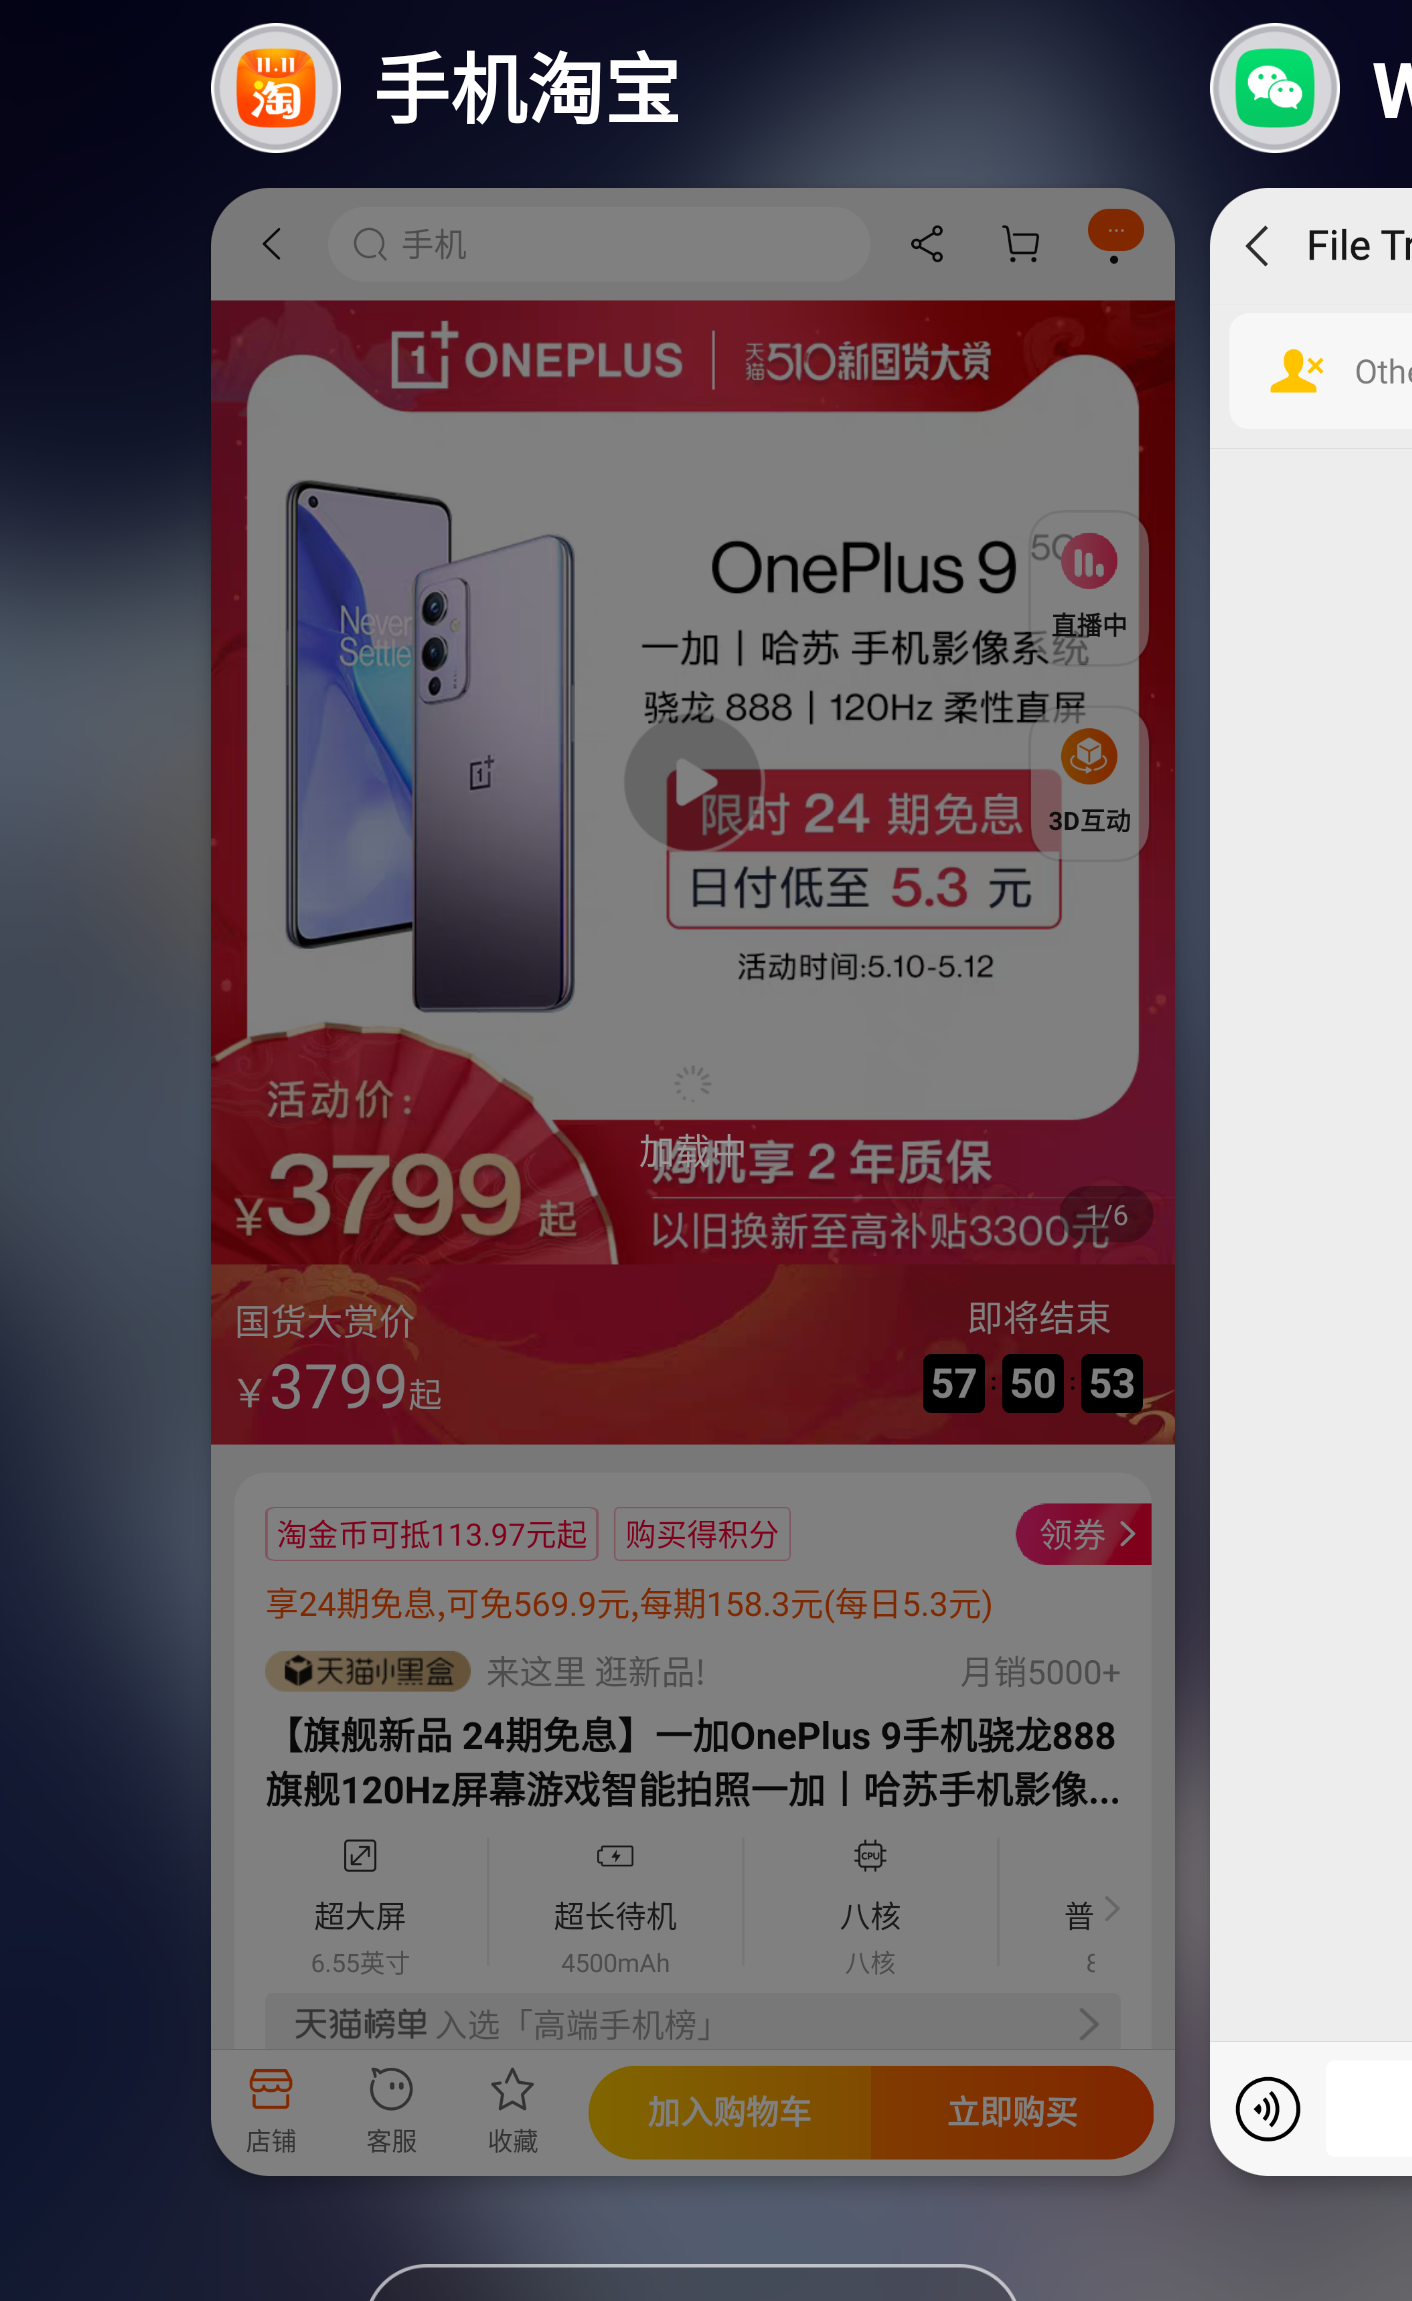 11.11
淘
手机淘宝
W
手机
ONEPLUS
天猫510新国货大赏
OnePlus 9
一加丨哈苏 手机影像系统
骁龙 888丨120Hz 柔性直屏
Never
Settle
直播中
3D互动
限时 24 期免息
日付低至 5.3 元
活动时间:5.10-5.12
活动价:
¥3799 起
加载中
购机享 2 年质保
以旧换新至高补贴3300元
1/6
国货大赏价
¥3799起
即将结束
57:50:53
淘金币可抵113.97元起
购买得积分
领券
享24期免息,可免569.9元,每期158.3元(每日5.3元)
天猫小黑盒 来这里 逛新品!
月销5000+
【旗舰新品 24期免息】一加OnePlus 9手机骁龙888
旗舰120Hz屏幕游戏智能拍照一加丨哈苏手机影像...
超大屏
6.55英寸
超长待机
4500mAh
CPU
八核
八核
普
天猫榜单 入选「高端手机榜」
店铺
客服
收藏
加入购物车
立即购买
File Tr
Othe